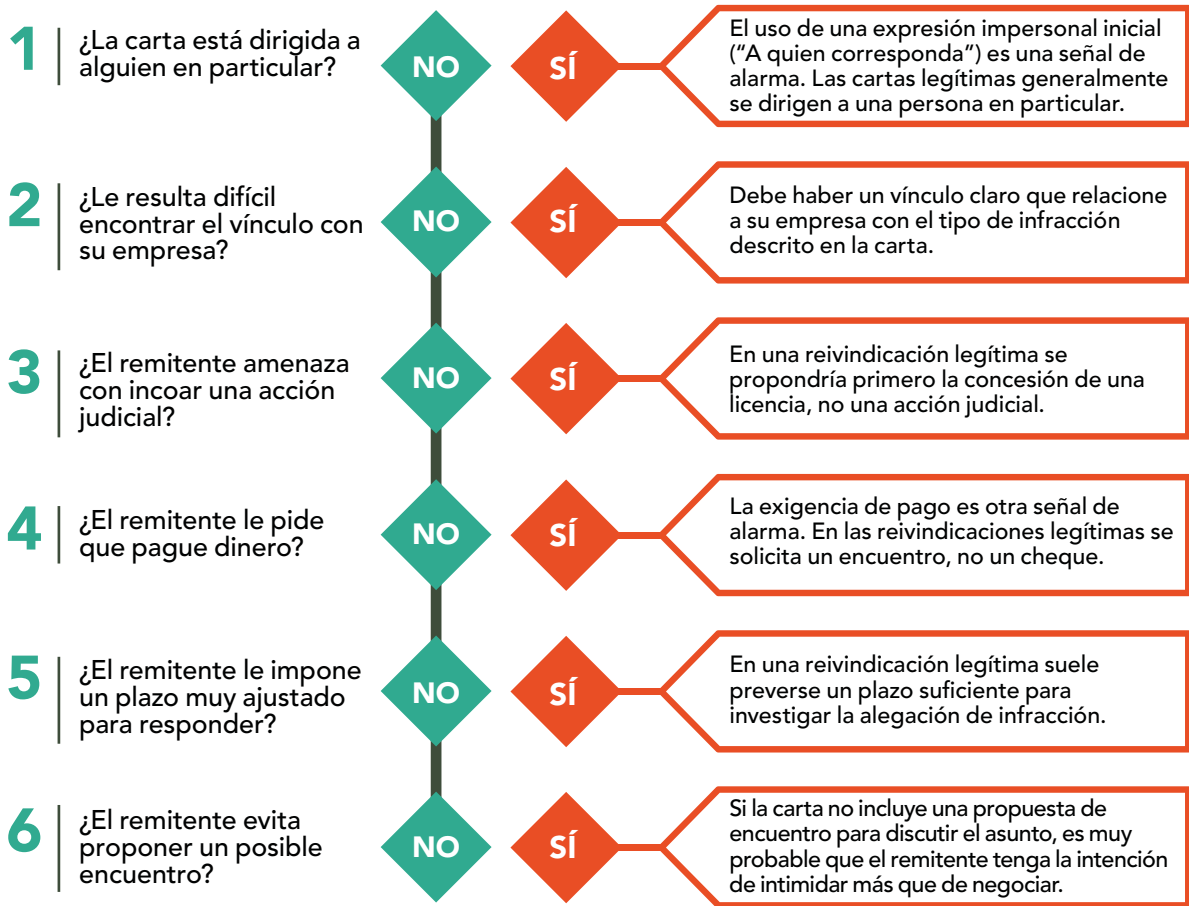 1
¿La carta está dirigida a
alguien en particular?
NO
SÍ
El uso de una expresión impersonal inicial
(“A quien corresponda”) es una señal de
alarma. Las cartas legítimas generalmente
se dirigen a una persona en particular.
2
¿Le resulta difícil
encontrar el vínculo con
su empresa?
NO
SÍ
Debe haber un vínculo claro que relacione
a su empresa con el tipo de infracción
descrito en la carta.
3
¿El remitente amenaza
con incoar una acción
judicial?
NO
SÍ
En una reivindicación legítima se
propondría primero la concesión de una
licencia, no una acción judicial.
4
¿El remitente le pide
que pague dinero?
NO
SÍ
La exigencia de pago es otra señal de
alarma. En las reivindicaciones legítimas se
solicita un encuentro, no un cheque.
5
¿El remitente le impone
un plazo muy ajustado
para responder?
NO
SÍ
En una reivindicación legítima suele
preverse un plazo suficiente para
investigar la alegación de infracción.
6
¿El remitente evita
proponer un posible
encuentro?
NO
SÍ
Si la carta no incluye una propuesta de
encuentro para discutir el asunto, es muy
probable que el remitente tenga la intención
de intimidar más que de negociar.